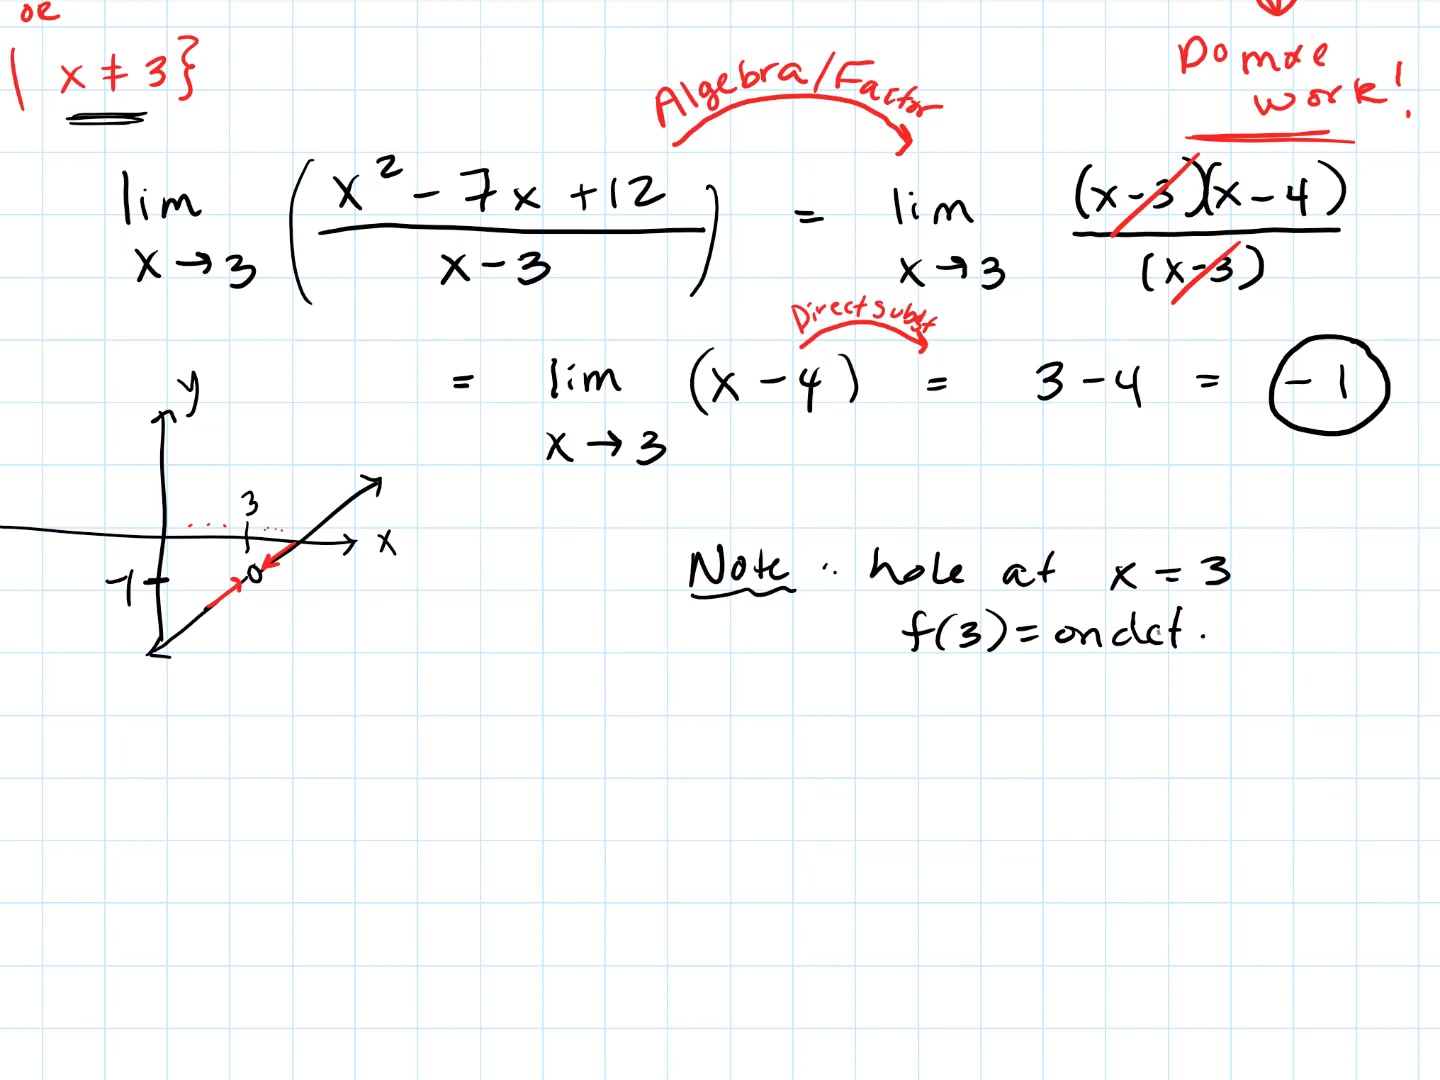 or
| x ≠ 3}
Do more
work!
Algebra/Factor
lim x→3 ( (x² - 7x + 12) / (x - 3) ) = lim x→3 (x-3)(x-4) / (x-3)
Direct subst
= lim x→3 (x - 4) = 3 - 4 = -1
y
3
x
-1
Note: hole at x = 3
f(3) = undef.